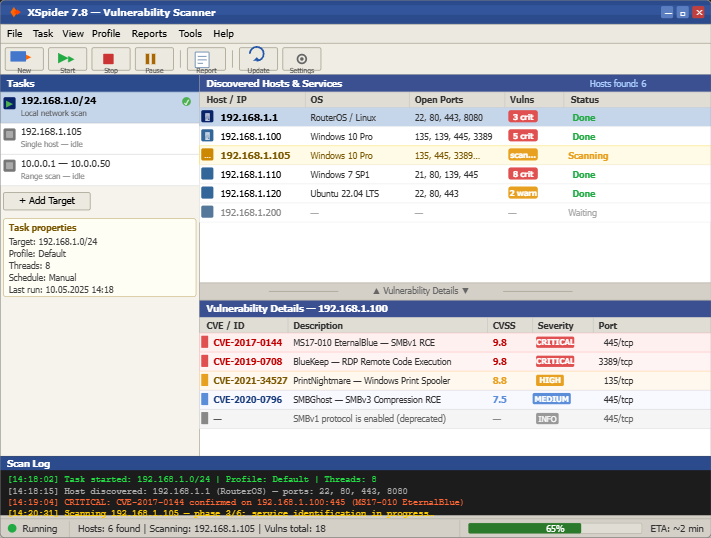 XSpider 7.8 — Vulnerability Scanner
File Task View Profile Reports Tools Help
New Start Stop Pause Report Update Settings
Tasks
192.168.1.0/24
Local network scan
192.168.1.105
Single host — idle
10.0.0.1 — 10.0.0.50
Range scan — idle
+ Add Target
Task properties
Target: 192.168.1.0/24
Profile: Default
Threads: 8
Schedule: Manual
Last run: 10.05.2025 14:18
Discovered Hosts & Services Hosts found: 6
Host / IP OS Open Ports Vulns Status
192.168.1.1 RouterOS / Linux 22, 80, 443, 8080 3 crit Done
192.168.1.100 Windows 10 Pro 135, 139, 445, 3389 5 crit Done
192.168.1.105 Windows 10 Pro 135, 445, 3389... scan... Scanning
192.168.1.110 Windows 7 SP1 21, 80, 139, 445 8 crit Done
192.168.1.120 Ubuntu 22.04 LTS 22, 80, 443 2 warn Done
192.168.1.200 — — — Waiting
▲ Vulnerability Details ▼
Vulnerability Details — 192.168.1.100
CVE / ID Description CVSS Severity Port
CVE-2017-0144 MS17-010 EternalBlue — SMBv1 RCE 9.8 CRITICAL 445/tcp
CVE-2019-0708 BlueKeep — RDP Remote Code Execution 9.8 CRITICAL 3389/tcp
CVE-2021-34527 PrintNightmare — Windows Print Spooler 8.8 HIGH 135/tcp
CVE-2020-0796 SMBGhost — SMBv3 Compression RCE 7.5 MEDIUM 445/tcp
— SMBv1 protocol is enabled (deprecated) INFO 445/tcp
Scan Log
[14:18:02] Task started: 192.168.1.0/24 | Profile: Default | Threads: 8
[14:18:15] Host discovered: 192.168.1.1 (RouterOS) — ports: 22, 80, 443, 8080
[14:19:04] CRITICAL: CVE-2017-0144 confirmed on 192.168.1.100:445 (MS17-010 EternalBlue)
[14:20:31] Scanning 192.168.1.105 — phase 3/6: service identification in progress
Running Hosts: 6 found | Scanning: 192.168.1.105 | Vulns total: 18 65% ETA: ~2 min